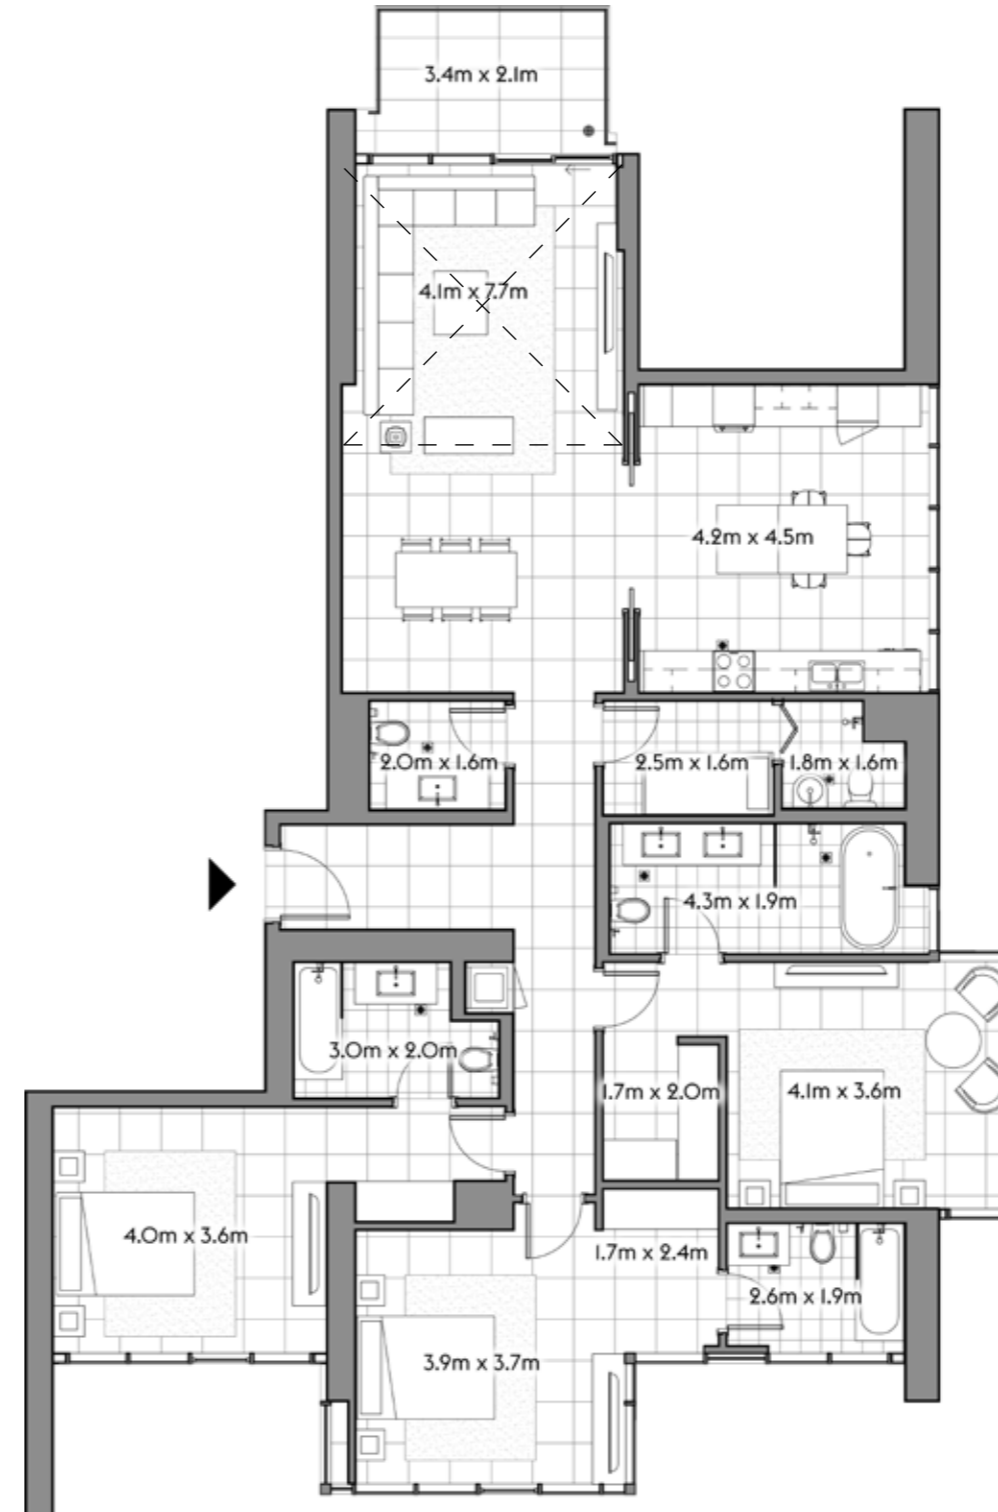 3.4m x 2.1m
4.1m x 7.7m
4.2m x 4.5m
2.0m x 1.6m
2.5m x 1.6m
1.8m x 1.6m
4.3m x 1.9m
3.0m x 2.0m
1.7m x 2.0m
4.1m x 3.6m
4.0m x 3.6m
1.7m x 2.4m
2.6m x 1.9m
3.9m x 3.7m